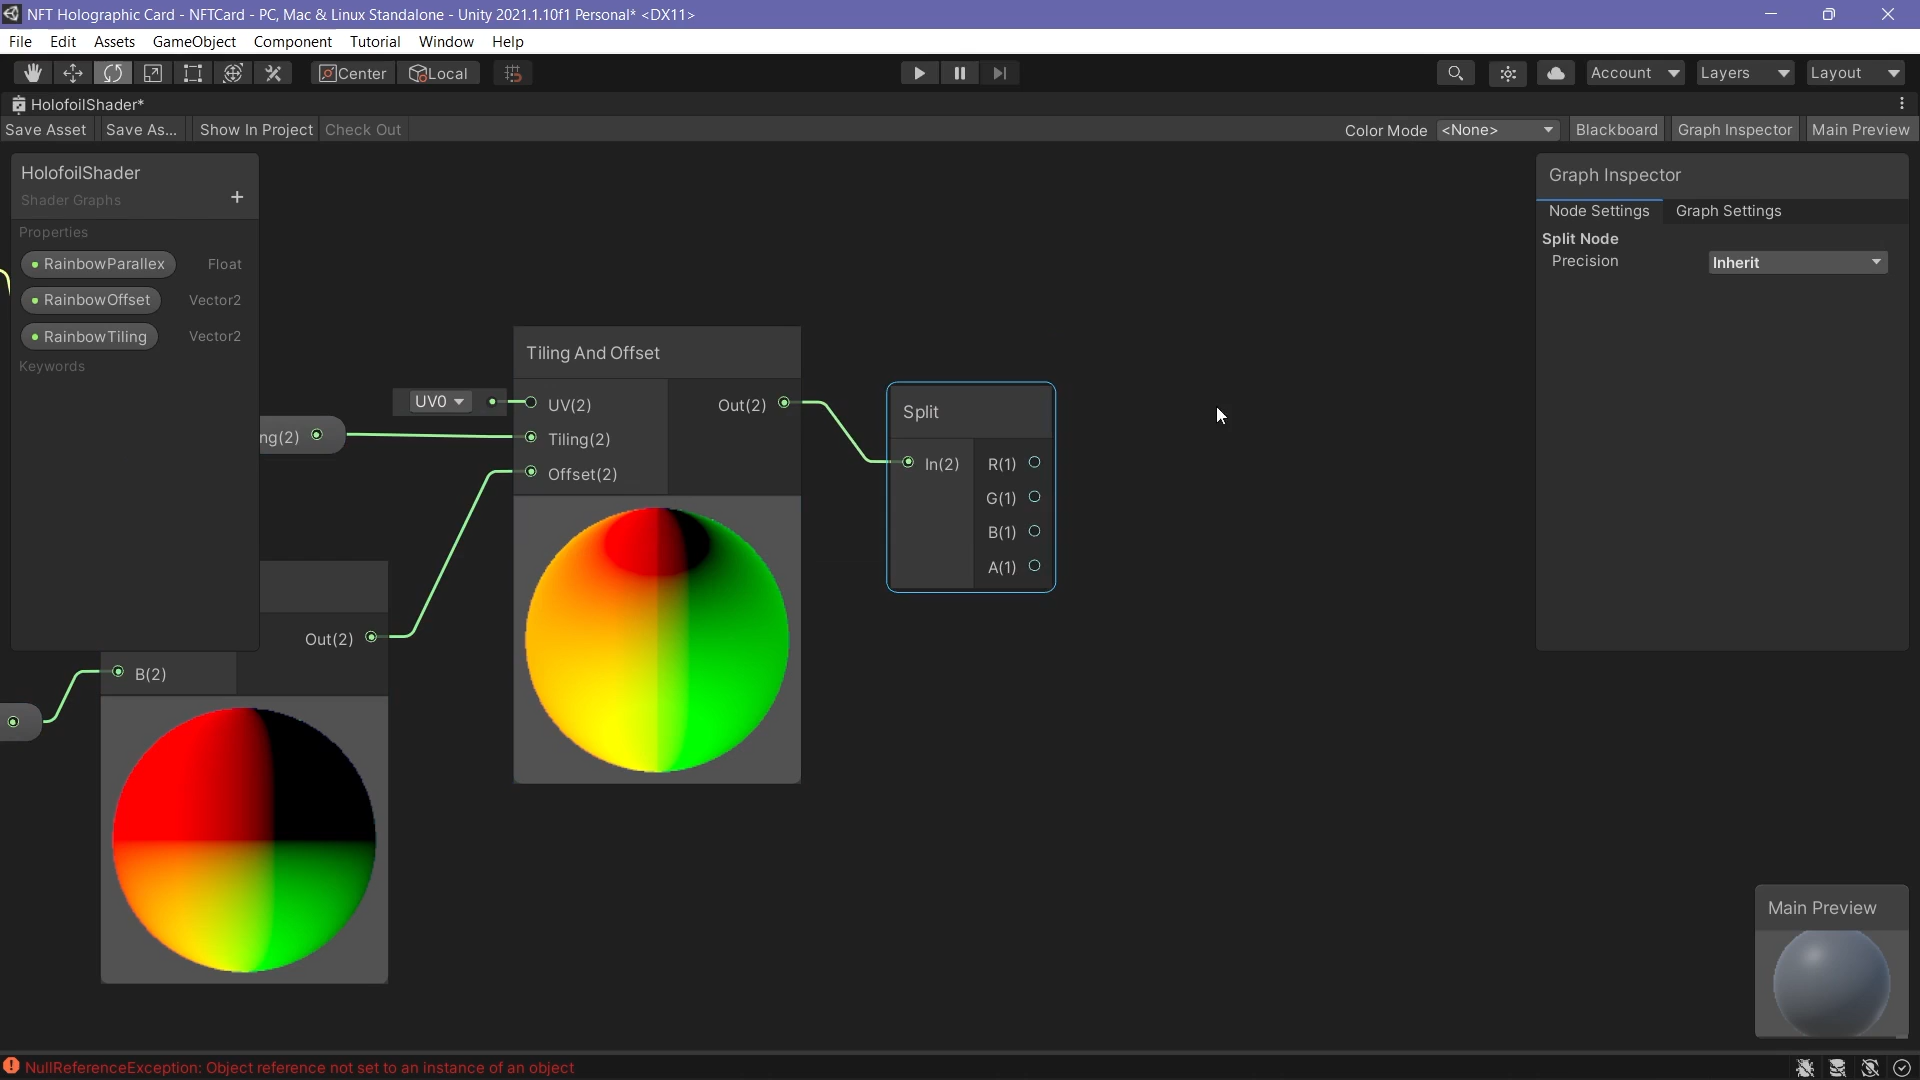 NFT Holographic Card - NFTCard - PC, Mac & Linux Standalone - Unity 2021.1.10f1 Personal* <DX11>
File Edit Assets GameObject Component Tutorial Window Help
Center Local Account Layers Layout
HolofoilShader*
Save Asset Save As... Show In Project Check Out Color Mode <None> Blackboard Graph Inspector Main Preview
HolofoilShader
Shader Graphs
+
Properties
RainbowParallex Float
RainbowOffset Vector2
RainbowTiling Vector2
Keywords
ng(2)
Out(2)
B(2)
Tiling And Offset
UV0
UV(2) Out(2)
Tiling(2)
Offset(2)
Split
In(2) R(1)
G(1)
B(1)
A(1)
Graph Inspector
Node Settings Graph Settings
Split Node
Precision Inherit
Main Preview
NullReferenceException: Object reference not set to an instance of an object